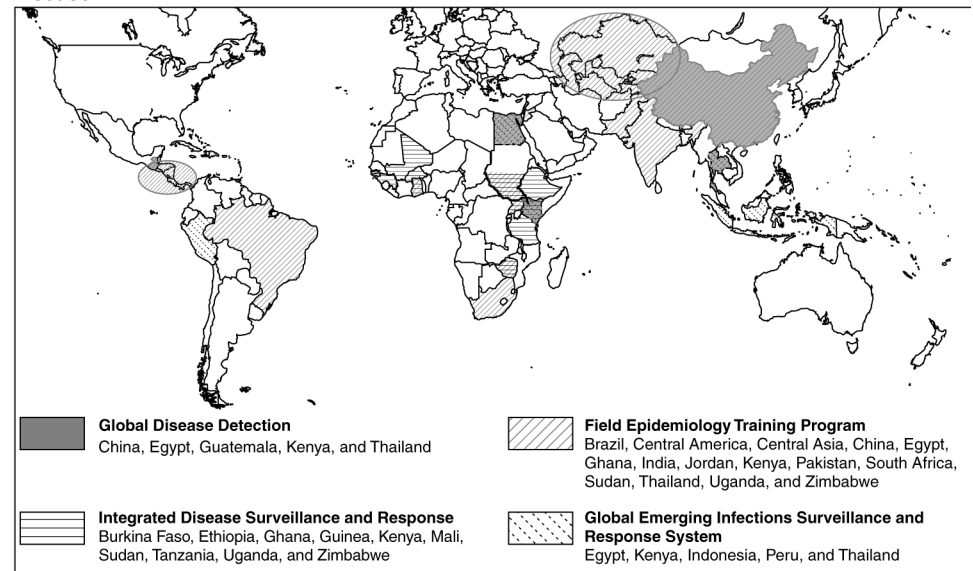 Global Disease Detection
China, Egypt, Guatemala, Kenya, and Thailand
Field Epidemiology Training Program
Brazil, Central America, Central Asia, China, Egypt,
Ghana, India, Jordan, Kenya, Pakistan, South Africa,
Sudan, Thailand, Uganda, and Zimbabwe
Integrated Disease Surveillance and Response
Burkina Faso, Ethiopia, Ghana, Guinea, Kenya, Mali,
Sudan, Tanzania, Uganda, and Zimbabwe
Global Emerging Infections Surveillance and
Response System
Egypt, Kenya, Indonesia, Peru, and Thailand